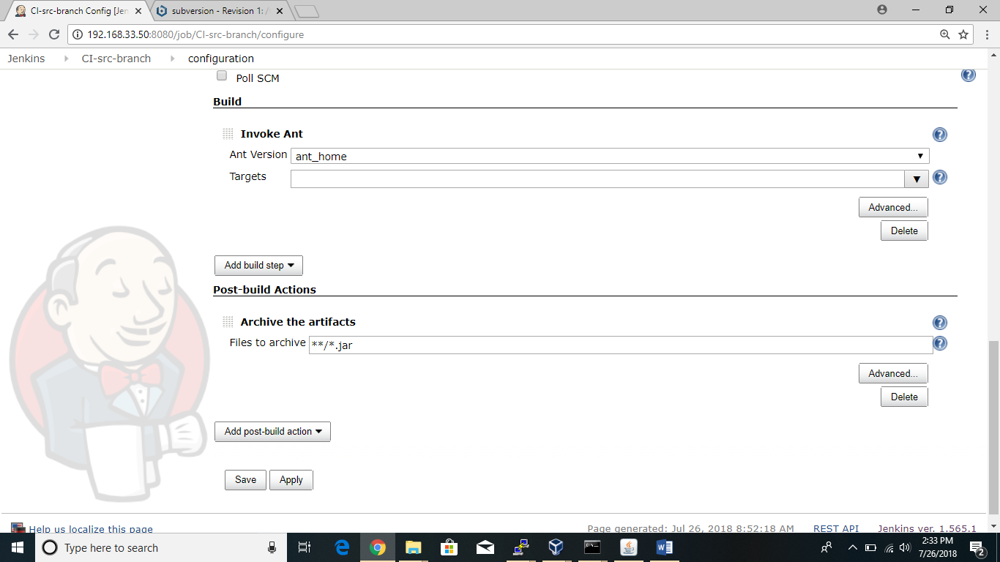 CI-src-branch Config [Jen
subversion - Revision 1: /
192.168.33.50:8080/job/CI-src-branch/configure
Jenkins CI-src-branch configuration
Poll SCM
Build
Invoke Ant
Ant Version ant_home
Targets
Advanced...
Delete
Add build step
Post-build Actions
Archive the artifacts
Files to archive **/*.jar
Advanced...
Delete
Add post-build action
Save Apply
Help us localize this page Page generated: Jul 26, 2018 8:52:18 AM REST API Jenkins ver. 1.565.1
Type here to search
2:33 PM
7/26/2018
2